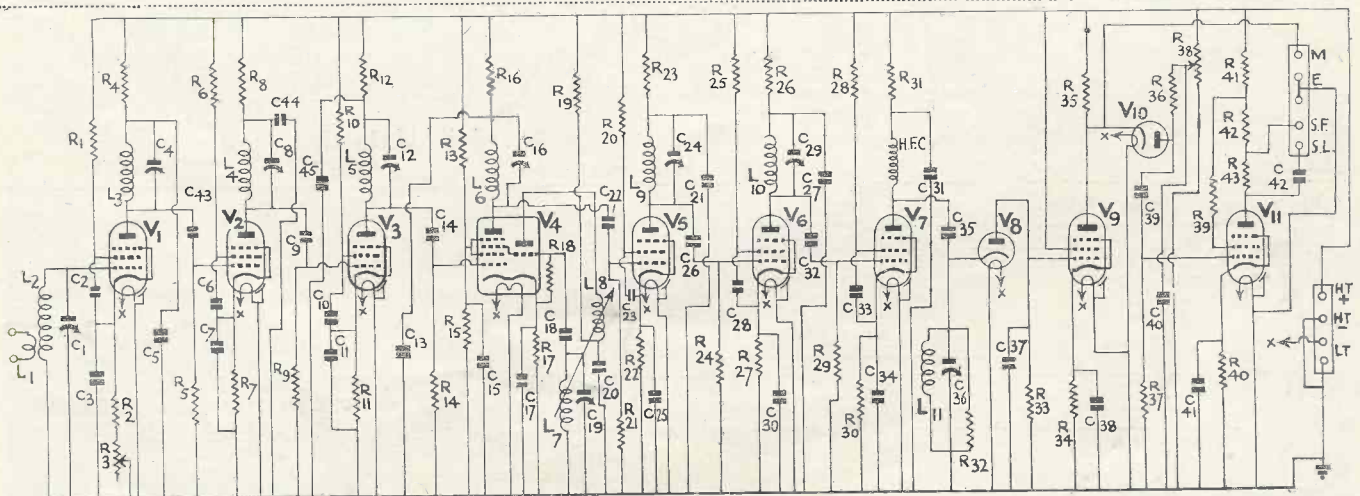 R1
R4
L3
C4
V1
C43
L2
C2
C1
L1
C3
R2
R3
C5
R6
R8
C44
L4
C8
V2
C9
C6
C7
R5
R7
x
R9
R10
C45
R12
L5
C12
V3
C10
C11
R11
x
C13
C14
R14
R13
R16
L6
C16
V4
R18
R15
C15
C17
R17
C18
L7
L8
C19
C20
x
R19
R20
C22
R21
R23
L9
C24
C21
V5
C23
R22
C25
C26
x
R24
R25
R26
L10
C29
C27
V6
C28
R27
C30
C32
x
R28
R29
R30
C33
C34
R31
H.F.C
C31
V7
x
C35
L11
C36
R32
V8
x
C37
R33
R35
V9
x
R34
C38
V10
x
R36
R38
C39
R37
C40
R39
C41
R40
R41
R42
R43
V11
C42
M
E
S.F.
S.L.
HT
+
HT
-
LT
x